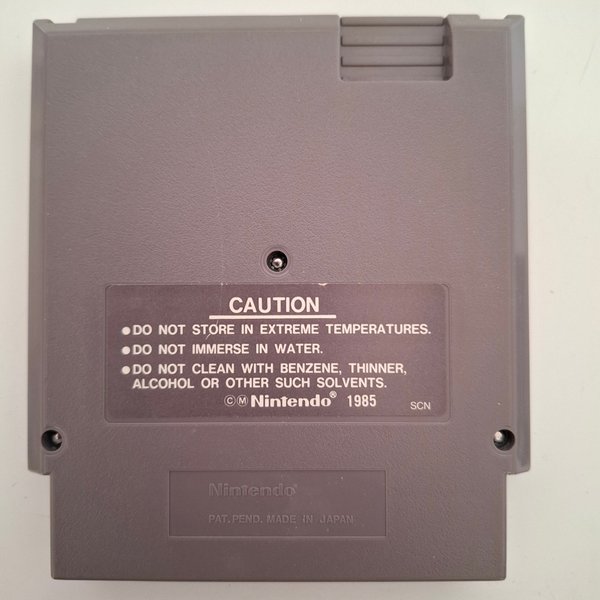 CAUTION
●DO NOT STORE IN EXTREME TEMPERATURES.
●DO NOT IMMERSE IN WATER.
●DO NOT CLEAN WITH BENZENE, THINNER,
ALCOHOL OR OTHER SUCH SOLVENTS.
©Ⓜ Nintendo® 1985 SCN
Nintendo®
PAT. PEND. MADE IN JAPAN